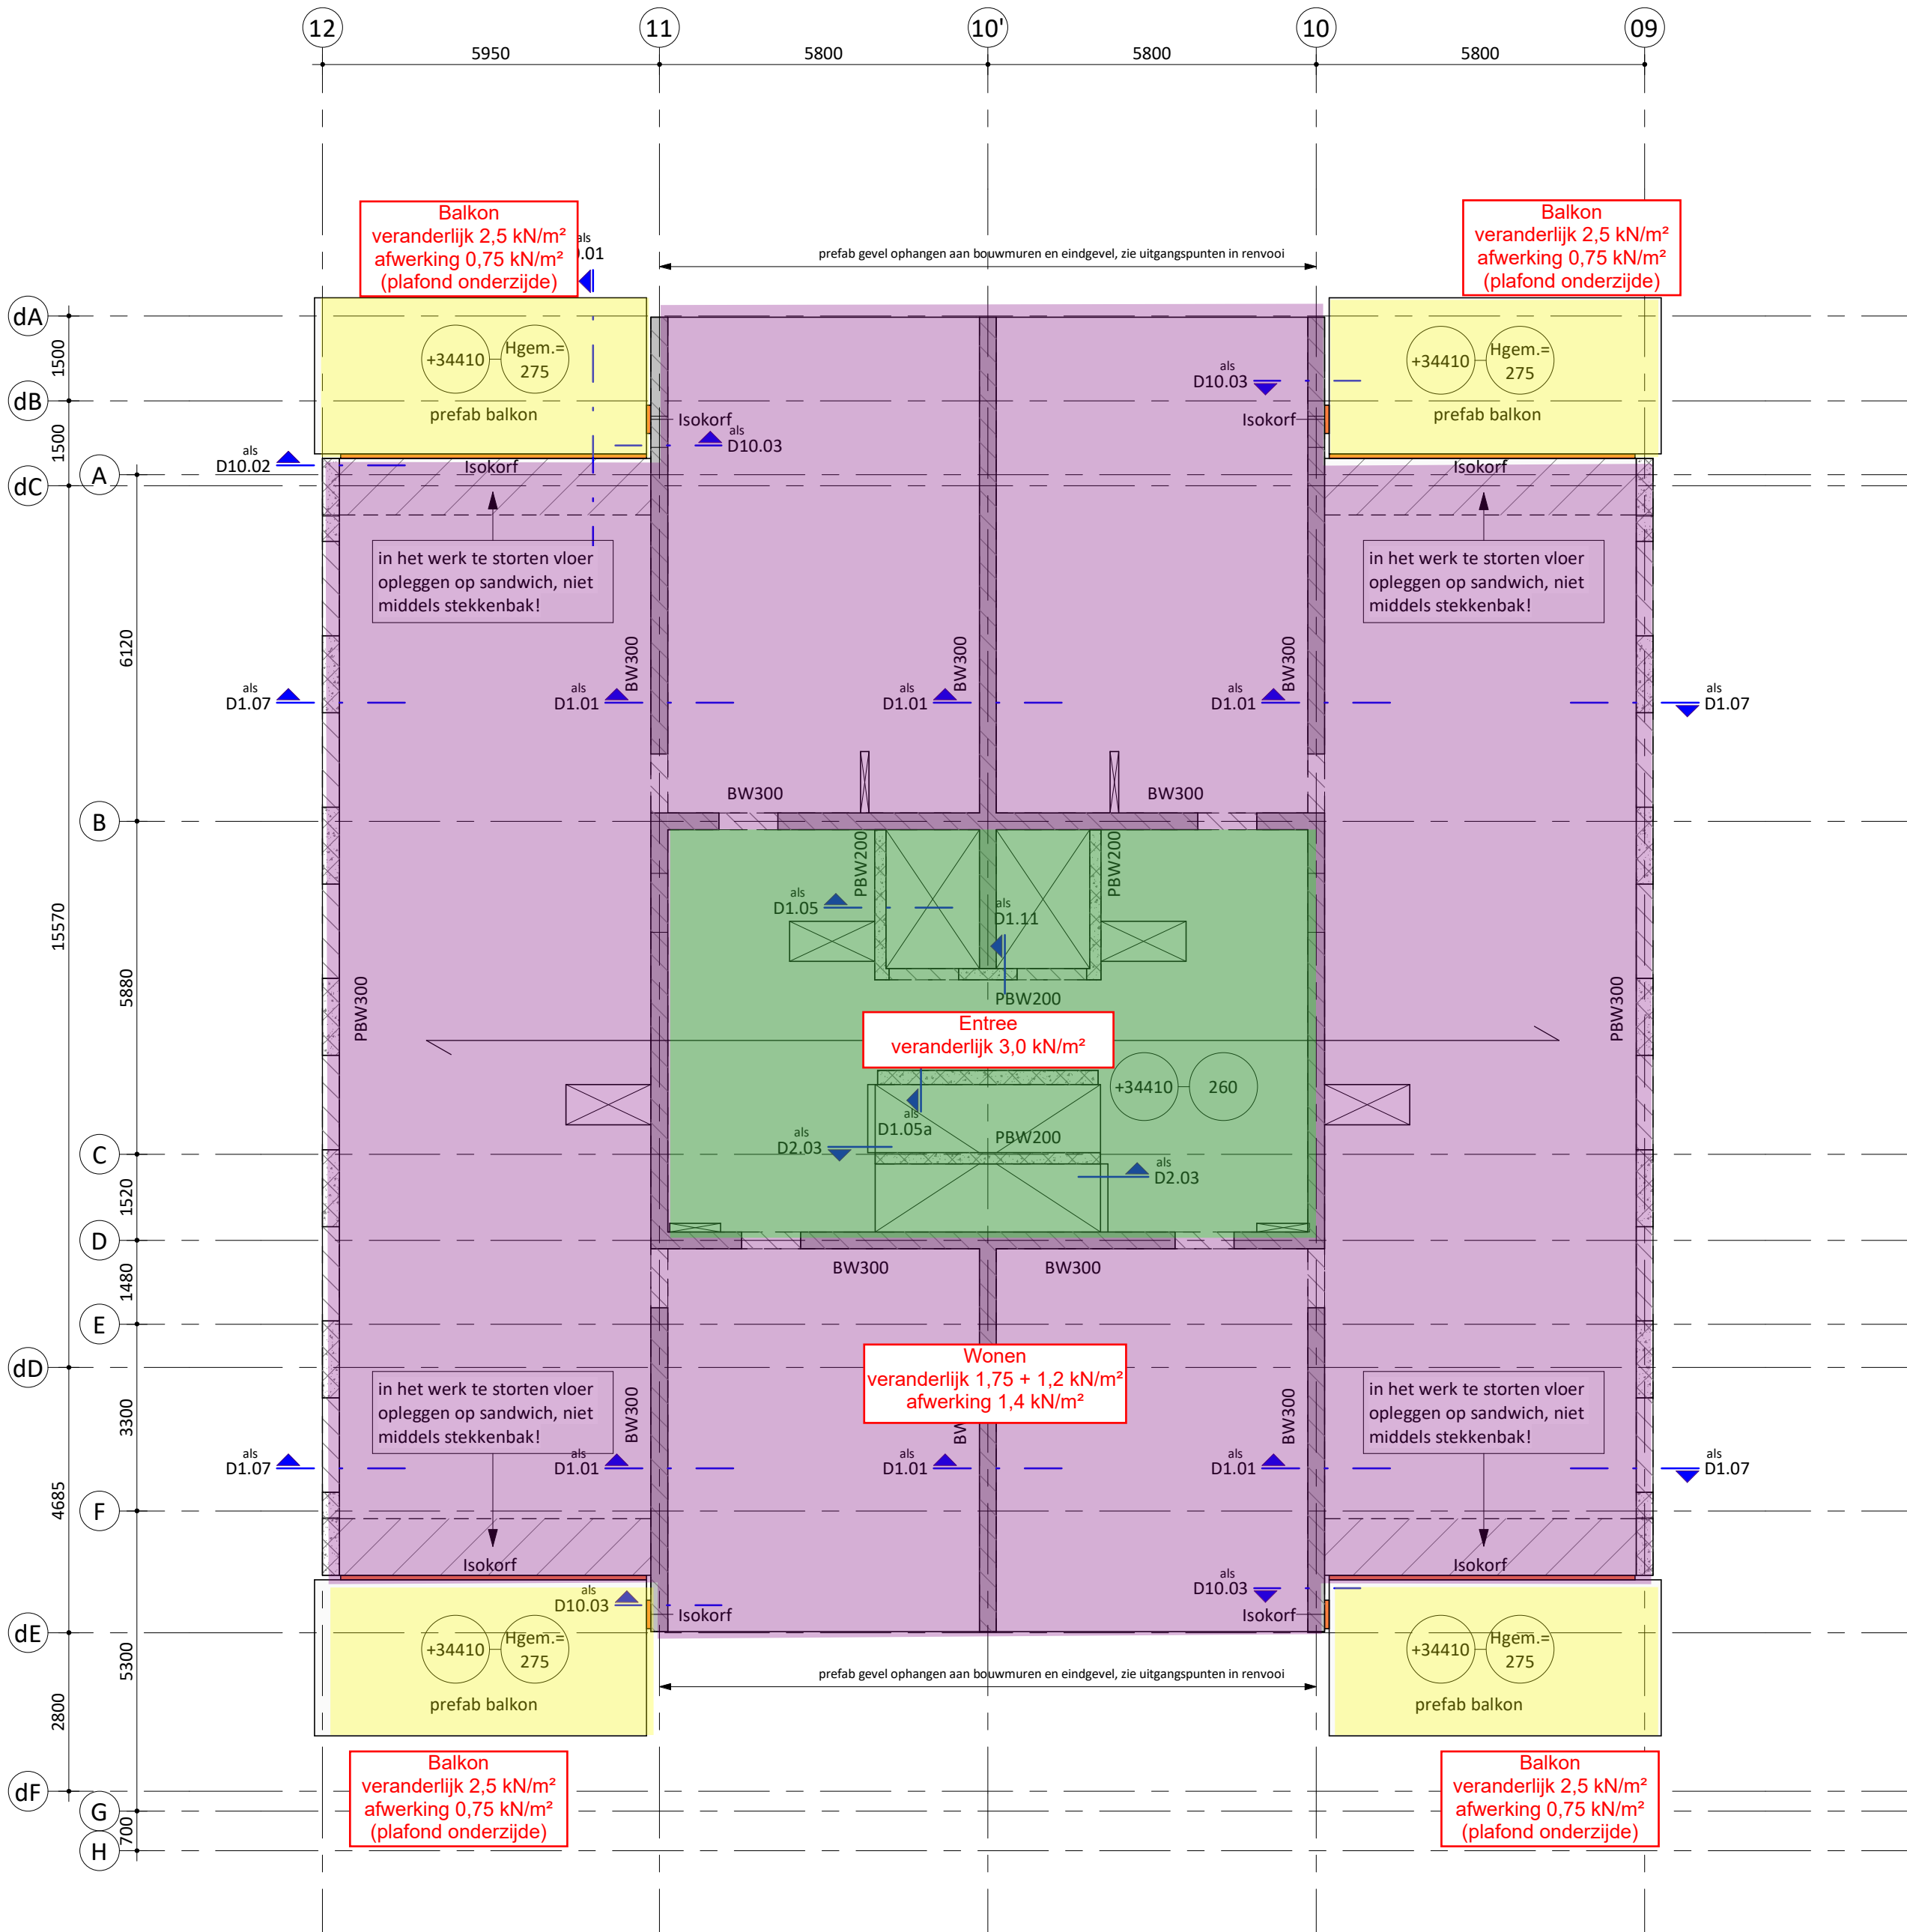 12
11
10'
10
09
5950
5800
5800
5800
Balkon
veranderlijk 2,5 kN/m²
afwerking 0,75 kN/m²
(plafond onderzijde)
als
.01
prefab gevel ophangen aan bouwmuren en eindgevel, zie uitgangspunten in renvooi
Balkon
veranderlijk 2,5 kN/m²
afwerking 0,75 kN/m²
(plafond onderzijde)
dA
1500
dB
1500
A
dC
+34410
Hgem.=
275
prefab balkon
als
D10.03
Isokorf
Isokorf
als
D10.03
+34410
Hgem.=
275
prefab balkon
als
D10.02
Isokorf
Isokorf
in het werk te storten vloer
opleggen op sandwich, niet
middels stekkenbak!
in het werk te storten vloer
opleggen op sandwich, niet
middels stekkenbak!
6120
BW300
BW300
BW300
als
D1.07
als
D1.01
als
D1.01
als
D1.01
als
D1.07
BW300
BW300
B
PBW200
PBW200
als
D1.05
als
D1.11
15570
5880
PBW300
PBW200
PBW300
Entree
veranderlijk 3,0 kN/m²
+34410
260
als
D1.05a
PBW200
als
D2.03
als
D2.03
C
1520
D
1480
BW300
BW300
E
dD
Wonen
veranderlijk 1,75 + 1,2 kN/m²
afwerking 1,4 kN/m²
in het werk te storten vloer
opleggen op sandwich, niet
middels stekkenbak!
in het werk te storten vloer
opleggen op sandwich, niet
middels stekkenbak!
3300
BW300
BW
BW300
als
D1.07
als
D1.01
als
D1.01
als
D1.01
als
D1.07
4685
F
Isokorf
Isokorf
als
D10.03
als
D10.03
Isokorf
Isokorf
dE
5300
+34410
Hgem.=
275
prefab balkon
+34410
Hgem.=
275
prefab balkon
prefab gevel ophangen aan bouwmuren en eindgevel, zie uitgangspunten in renvooi
2800
Balkon
veranderlijk 2,5 kN/m²
afwerking 0,75 kN/m²
(plafond onderzijde)
Balkon
veranderlijk 2,5 kN/m²
afwerking 0,75 kN/m²
(plafond onderzijde)
dF
G
700
H